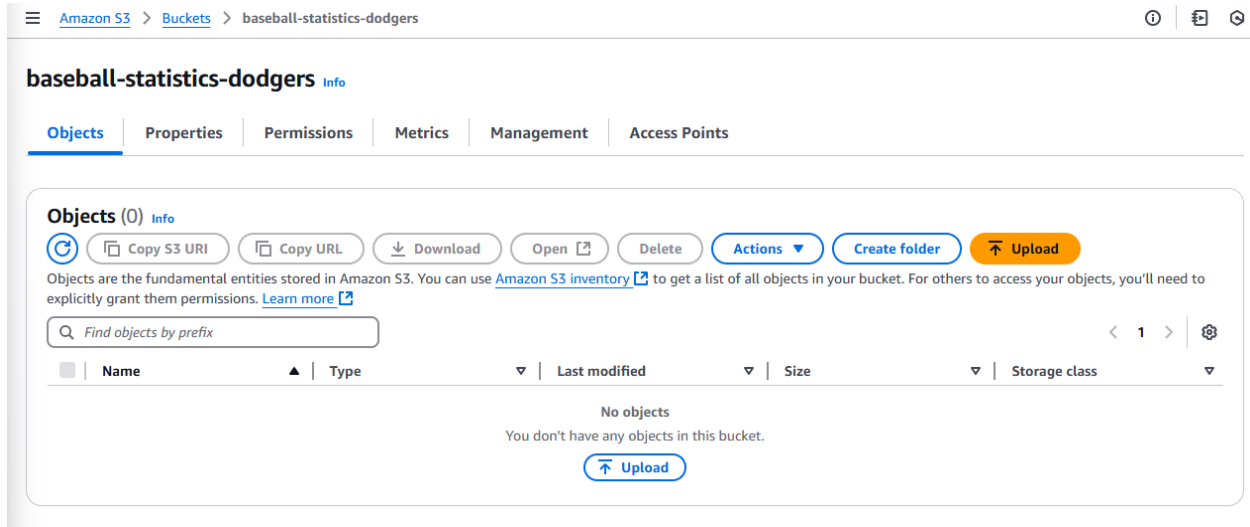 Amazon S3 > Buckets > baseball-statistics-dodgers
baseball-statistics-dodgers Info
Objects Properties Permissions Metrics Management Access Points
Objects (0) Info
Copy S3 URI Copy URL Download Open Delete Actions Create folder Upload
Objects are the fundamental entities stored in Amazon S3. You can use Amazon S3 inventory to get a list of all objects in your bucket. For others to access your objects, you'll need to
explicitly grant them permissions. Learn more
Find objects by prefix 1
Name Type Last modified Size Storage class
No objects
You don't have any objects in this bucket.
Upload